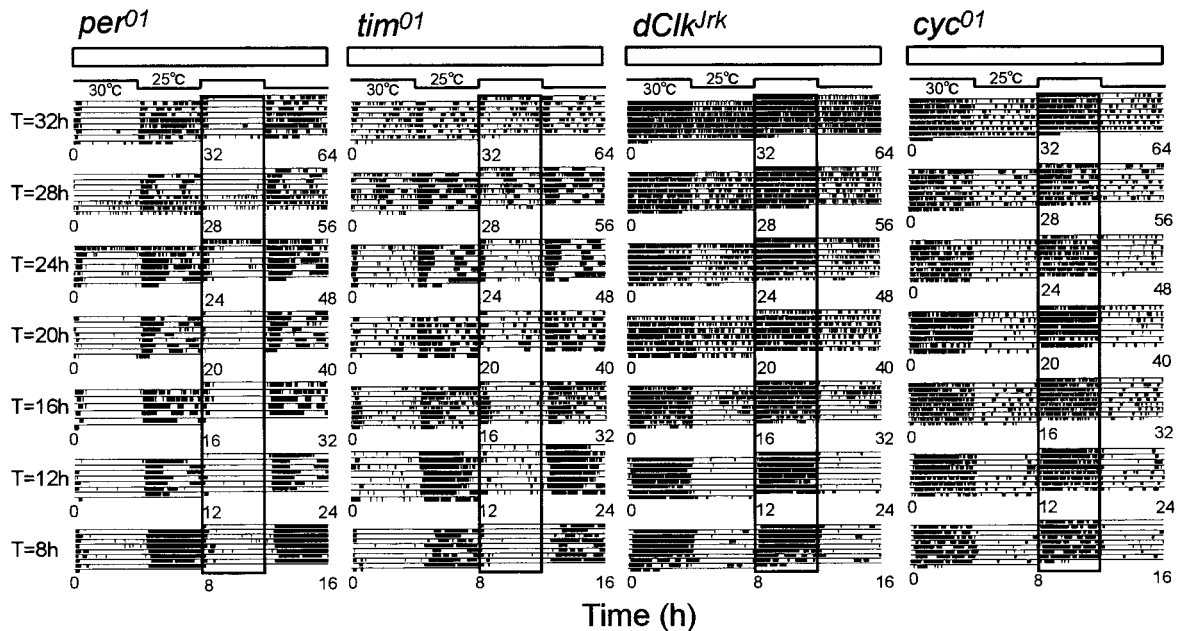 per01 tim01 dClkJrk cyc01
25°C 25°C 25°C 25°C
30°C 30°C 30°C 30°C
T=32h
0 32 64 0 32 64 0 32 64 0 32 64
T=28h
0 28 56 0 28 56 0 28 56 0 28 56
T=24h
0 24 48 0 24 48 0 24 48 0 24 48
T=20h
0 20 40 0 20 40 0 20 40 0 20 40
T=16h
0 16 32 0 16 32 0 16 32 0 16 32
T=12h
0 12 24 0 12 24 0 12 24 0 12 24
T=8h
0 8 16 0 8 16 0 8 16 0 8 16
Time (h)